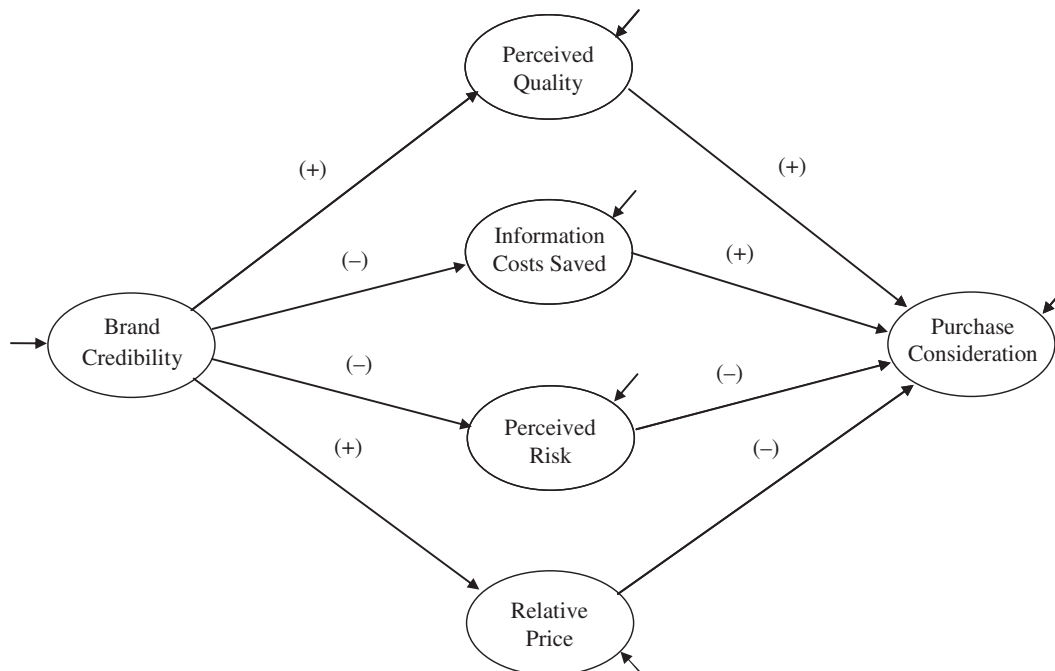 Perceived
Quality
(+)
(+)
Information
Costs Saved
(–)
(+)
Brand
Credibility
Purchase
Consideration
(–)
(–)
Perceived
Risk
(+)
(–)
Relative
Price